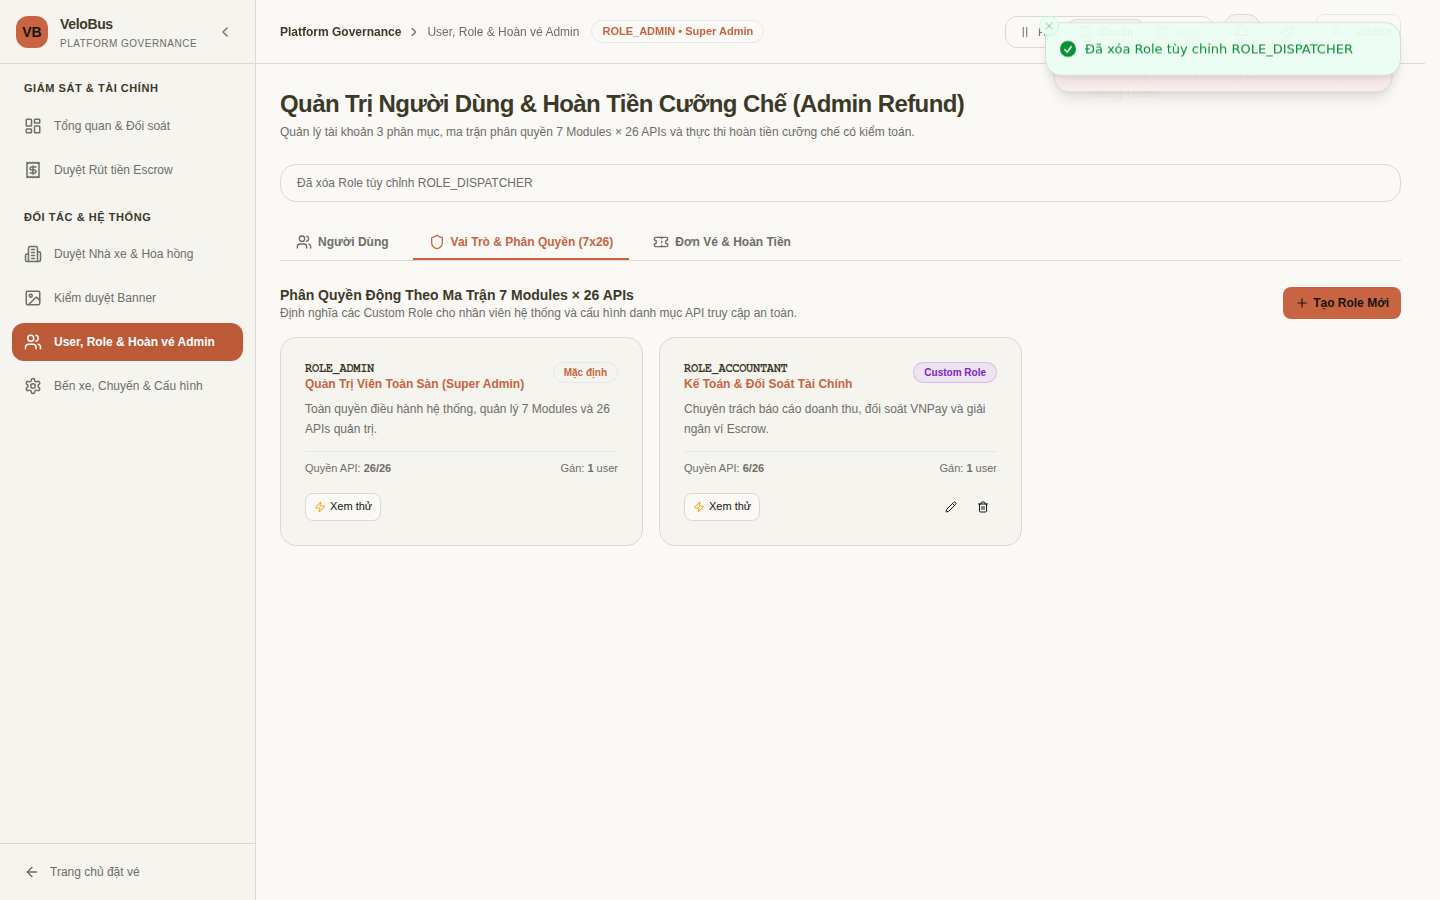 VB
VeloBus
PLATFORM GOVERNANCE
GIÁM SÁT & TÀI CHÍNH
Tổng quan & Đối soát
Duyệt Rút tiền Escrow
ĐỐI TÁC & HỆ THỐNG
Duyệt Nhà xe & Hoa hồng
Kiểm duyệt Banner
User, Role & Hoàn vé Admin
Bến xe, Chuyến & Cấu hình
Trang chủ đặt vé
Platform Governance
User, Role & Hoàn vé Admin
ROLE_ADMIN • Super Admin
Đã xóa Role tùy chỉnh ROLE_DISPATCHER
Quản Trị Người Dùng & Hoàn Tiền Cưỡng Chế (Admin Refund)
Quản lý tài khoản 3 phân mục, ma trận phân quyền 7 Modules × 26 APIs và thực thi hoàn tiền cưỡng chế có kiểm toán.
Đã xóa Role tùy chỉnh ROLE_DISPATCHER
Người Dùng
Vai Trò & Phân Quyền (7x26)
Đơn Vé & Hoàn Tiền
Phân Quyền Động Theo Ma Trận 7 Modules × 26 APIs
Định nghĩa các Custom Role cho nhân viên hệ thống và cấu hình danh mục API truy cập an toàn.
Tạo Role Mới
ROLE_ADMIN
Mặc định
Quản Trị Viên Toàn Sàn (Super Admin)
Toàn quyền điều hành hệ thống, quản lý 7 Modules và 26
APIs quản trị.
Quyền API: 26/26
Gán: 1 user
Xem thử
ROLE_ACCOUNTANT
Custom Role
Kế Toán & Đối Soát Tài Chính
Chuyên trách báo cáo doanh thu, đối soát VNPay và giải
ngân ví Escrow.
Quyền API: 6/26
Gán: 1 user
Xem thử